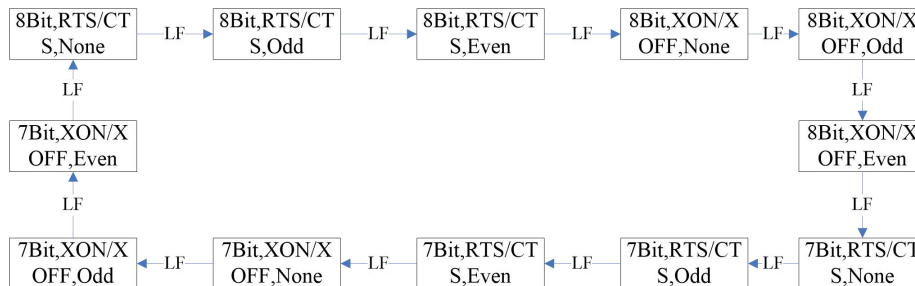 8Bit,RTS/CT
S,None
LF
8Bit,RTS/CT
S,Odd
LF
8Bit,RTS/CT
S,Even
LF
8Bit,XON/X
OFF,None
LF
8Bit,XON/X
OFF,Odd
LF
8Bit,XON/X
OFF,Even
LF
7Bit,RTS/CT
S,None
LF
7Bit,RTS/CT
S,Odd
LF
7Bit,RTS/CT
S,Even
LF
7Bit,XON/X
OFF,None
LF
7Bit,XON/X
OFF,Odd
LF
7Bit,XON/X
OFF,Even
LF